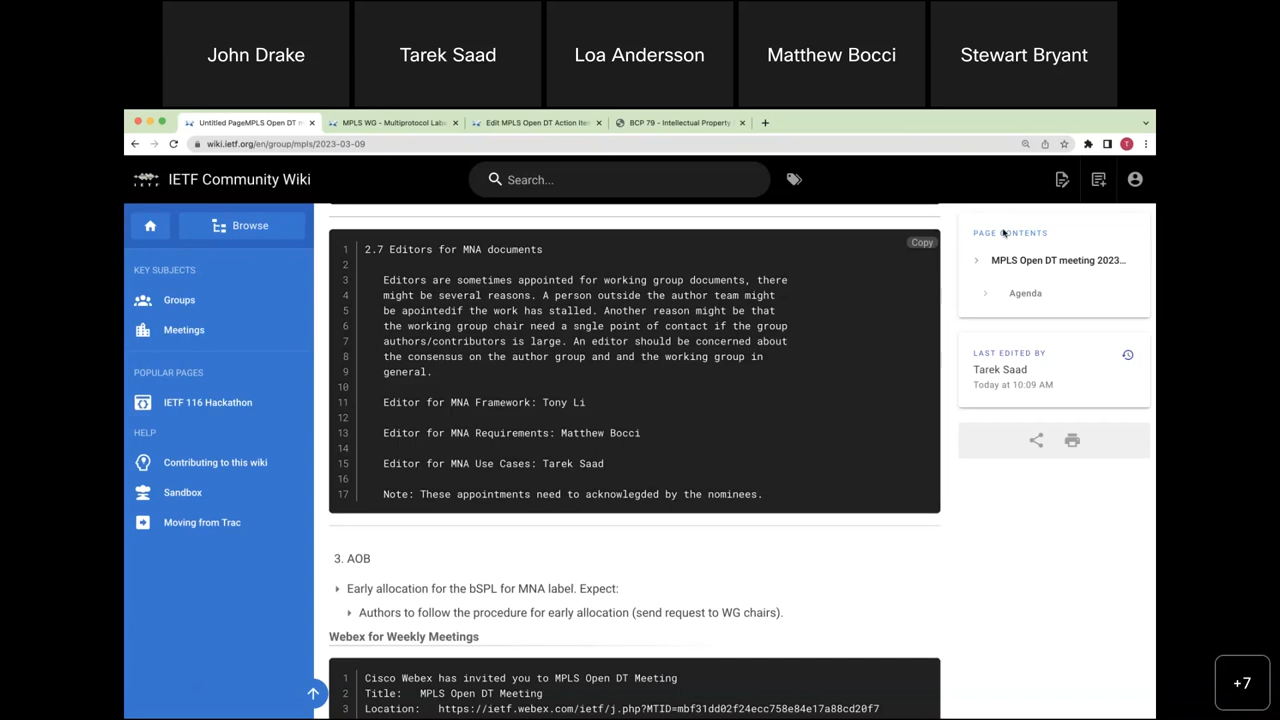 John Drake
Tarek Saad
Loa Andersson
Matthew Bocci
Stewart Bryant
Untitled PageMPLS Open DT m
MPLS WG - Multiprotocol Labe
Edit MPLS Open DT Action Iten
BCP 79 - Intellectual Property
wiki.ietf.org/en/group/mpls/2023-03-09
T
IETF
IETF Community Wiki
Search...
Browse
KEY SUBJECTS
Groups
Meetings
POPULAR PAGES
IETF 116 Hackathon
HELP
Contributing to this wiki
Sandbox
Moving from Trac
Copy
1 2.7 Editors for MNA documents
2
3 Editors are sometimes appointed for working group documents, there
4 might be several reasons. A person outside the author team might
5 be apointedif the work has stalled. Another reason might be that
6 the working group chair need a sngle point of contact if the group
7 authors/contributors is large. An editor should be concerned about
8 the consensus on the author group and and the working group in
9 general.
10
11 Editor for MNA Framework: Tony Li
12
13 Editor for MNA Requirements: Matthew Bocci
14
15 Editor for MNA Use Cases: Tarek Saad
16
17 Note: These appointments need to acknowlegded by the nominees.
3. AOB
Early allocation for the bSPL for MNA label. Expect:
Authors to follow the procedure for early allocation (send request to WG chairs).
Webex for Weekly Meetings
1 Cisco Webex has invited you to MPLS Open DT Meeting
2 Title: MPLS Open DT Meeting
3 Location: https://ietf.webex.com/ietf/j.php?MTID=mbf31dd02f24ecc758e84e17a88cd20f7
PAGE CONTENTS
MPLS Open DT meeting 2023...
Agenda
LAST EDITED BY
Tarek Saad
Today at 10:09 AM
+7